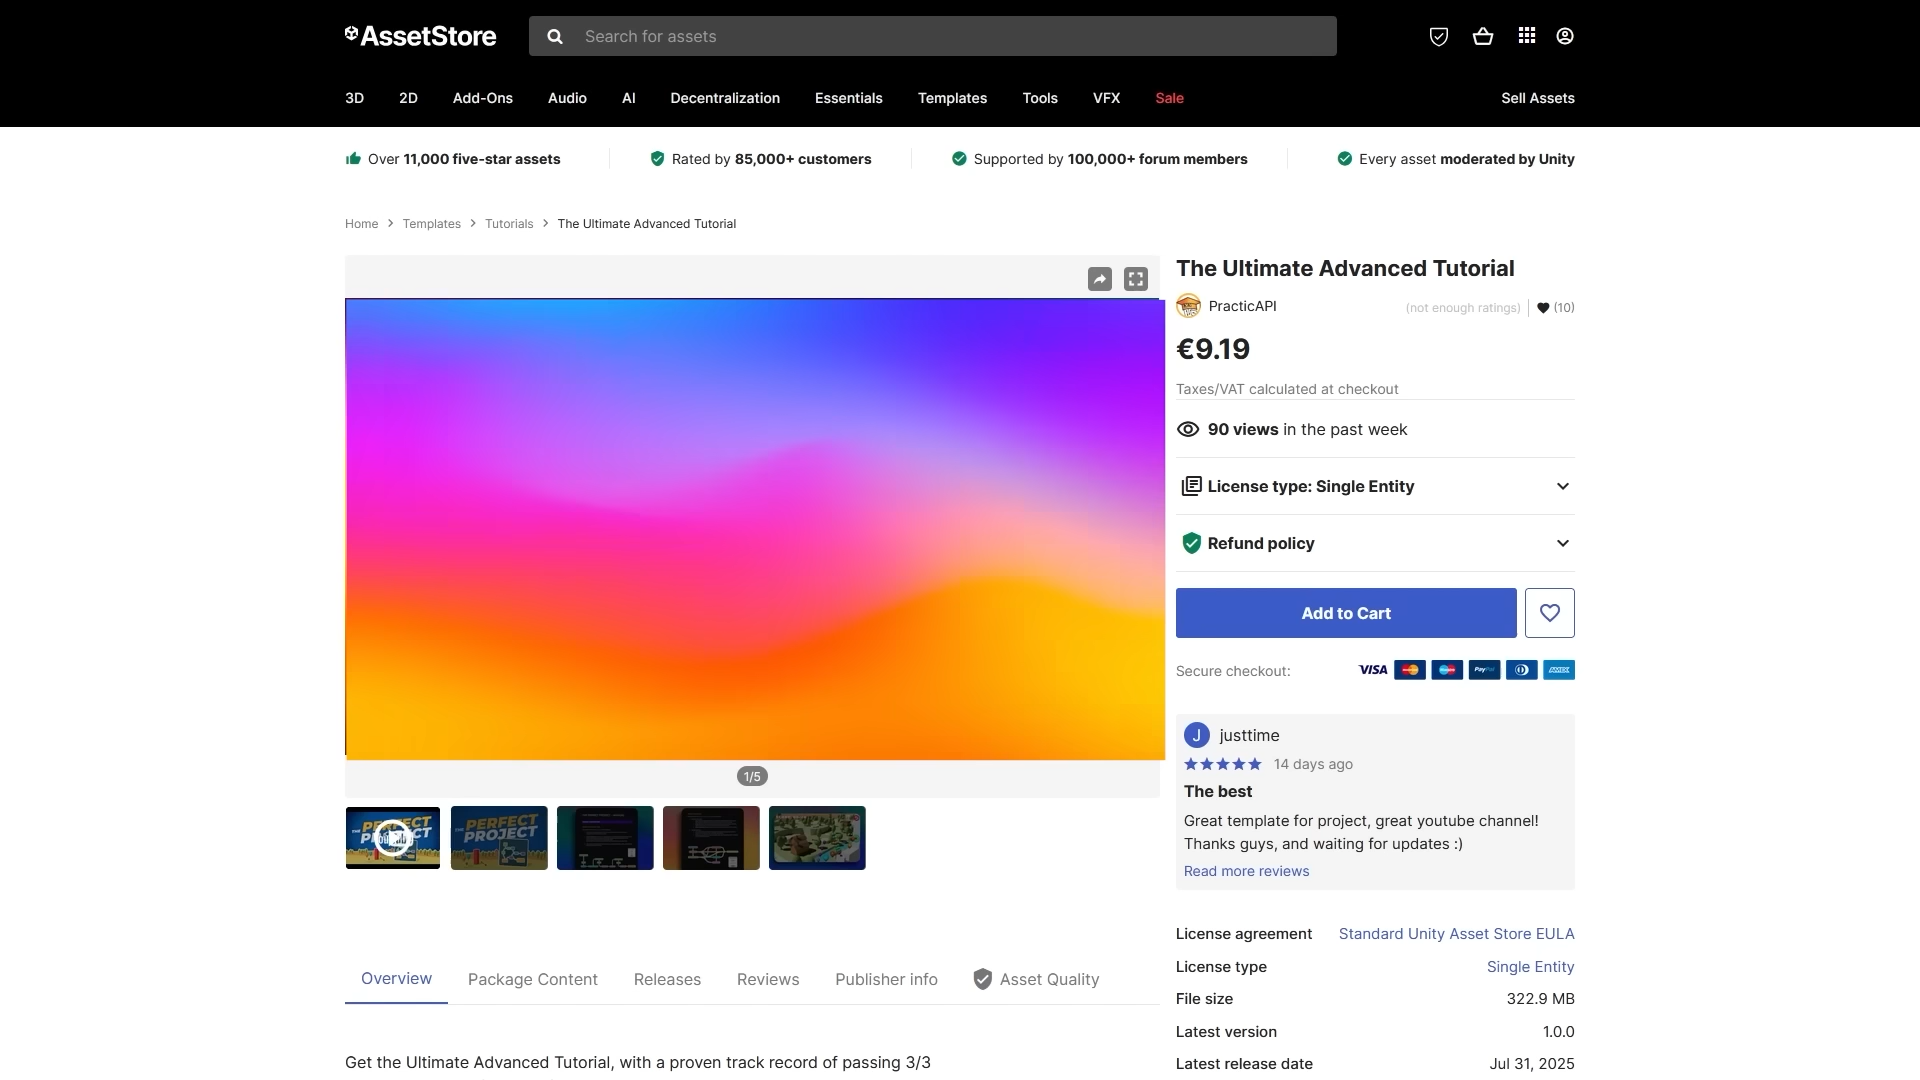 AssetStore
Search for assets
3D 2D Add-Ons Audio AI Decentralization Essentials Templates Tools VFX Sale Sell Assets
Over 11,000 five-star assets
Rated by 85,000+ customers
Supported by 100,000+ forum members
Every asset moderated by Unity
Home > Templates > Tutorials > The Ultimate Advanced Tutorial
The Ultimate Advanced Tutorial
PracticAPI
(not enough ratings) (10)
€9.19
Taxes/VAT calculated at checkout
90 views in the past week
License type: Single Entity
Refund policy
Add to Cart
Secure checkout: VISA PayPal AMEX
1/5
THE PERFECT PROJECT
THE PERFECT PROJECT
J justtime
14 days ago
The best
Great template for project, great youtube channel!
Thanks guys, and waiting for updates :)
Read more reviews
License agreement Standard Unity Asset Store EULA
License type Single Entity
File size 322.9 MB
Latest version 1.0.0
Latest release date Jul 31, 2025
Overview Package Content Releases Reviews Publisher info Asset Quality
Get the Ultimate Advanced Tutorial, with a proven track record of passing 3/3